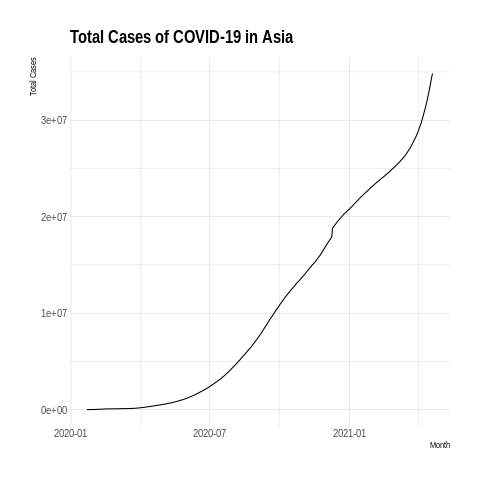 Total Cases of COVID-19 in Asia
Total Cases
3e+07
2e+07
1e+07
0e+00
2020-01 2020-07 2021-01
Month